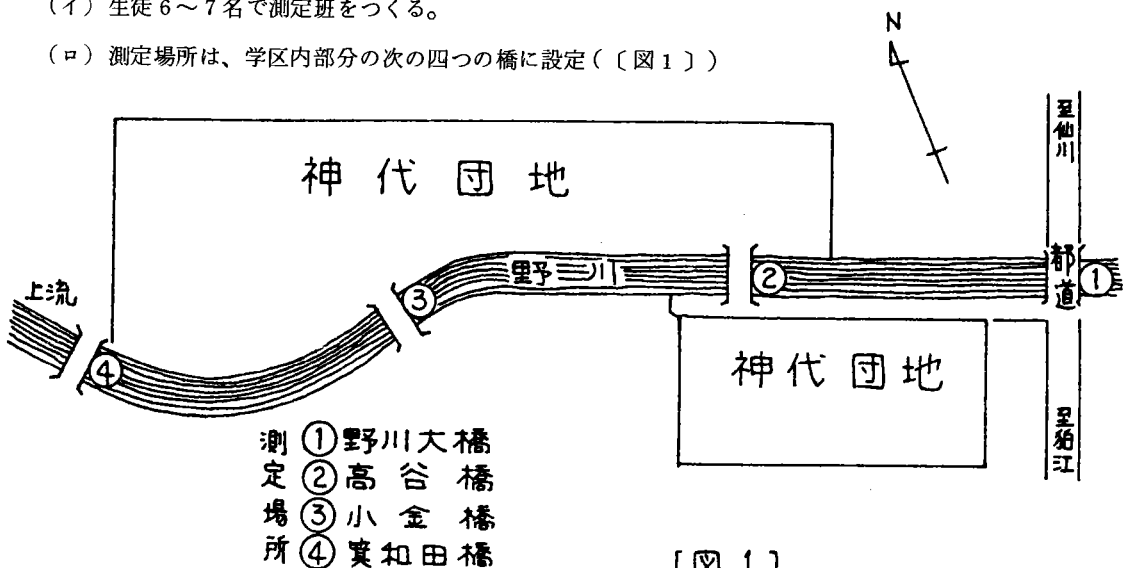 （イ）生徒6～7名で測定班をつくる。
（ロ）測定場所は、学区内部分の次の四つの橋に設定（〔図1〕）
N
至仙川
神代団地
野川
②
都道
①
上流
③
④
神代団地
至狛江
測定場所
①野川大橋
②高谷橋
③小金橋
④箕和田橋
〔図1〕